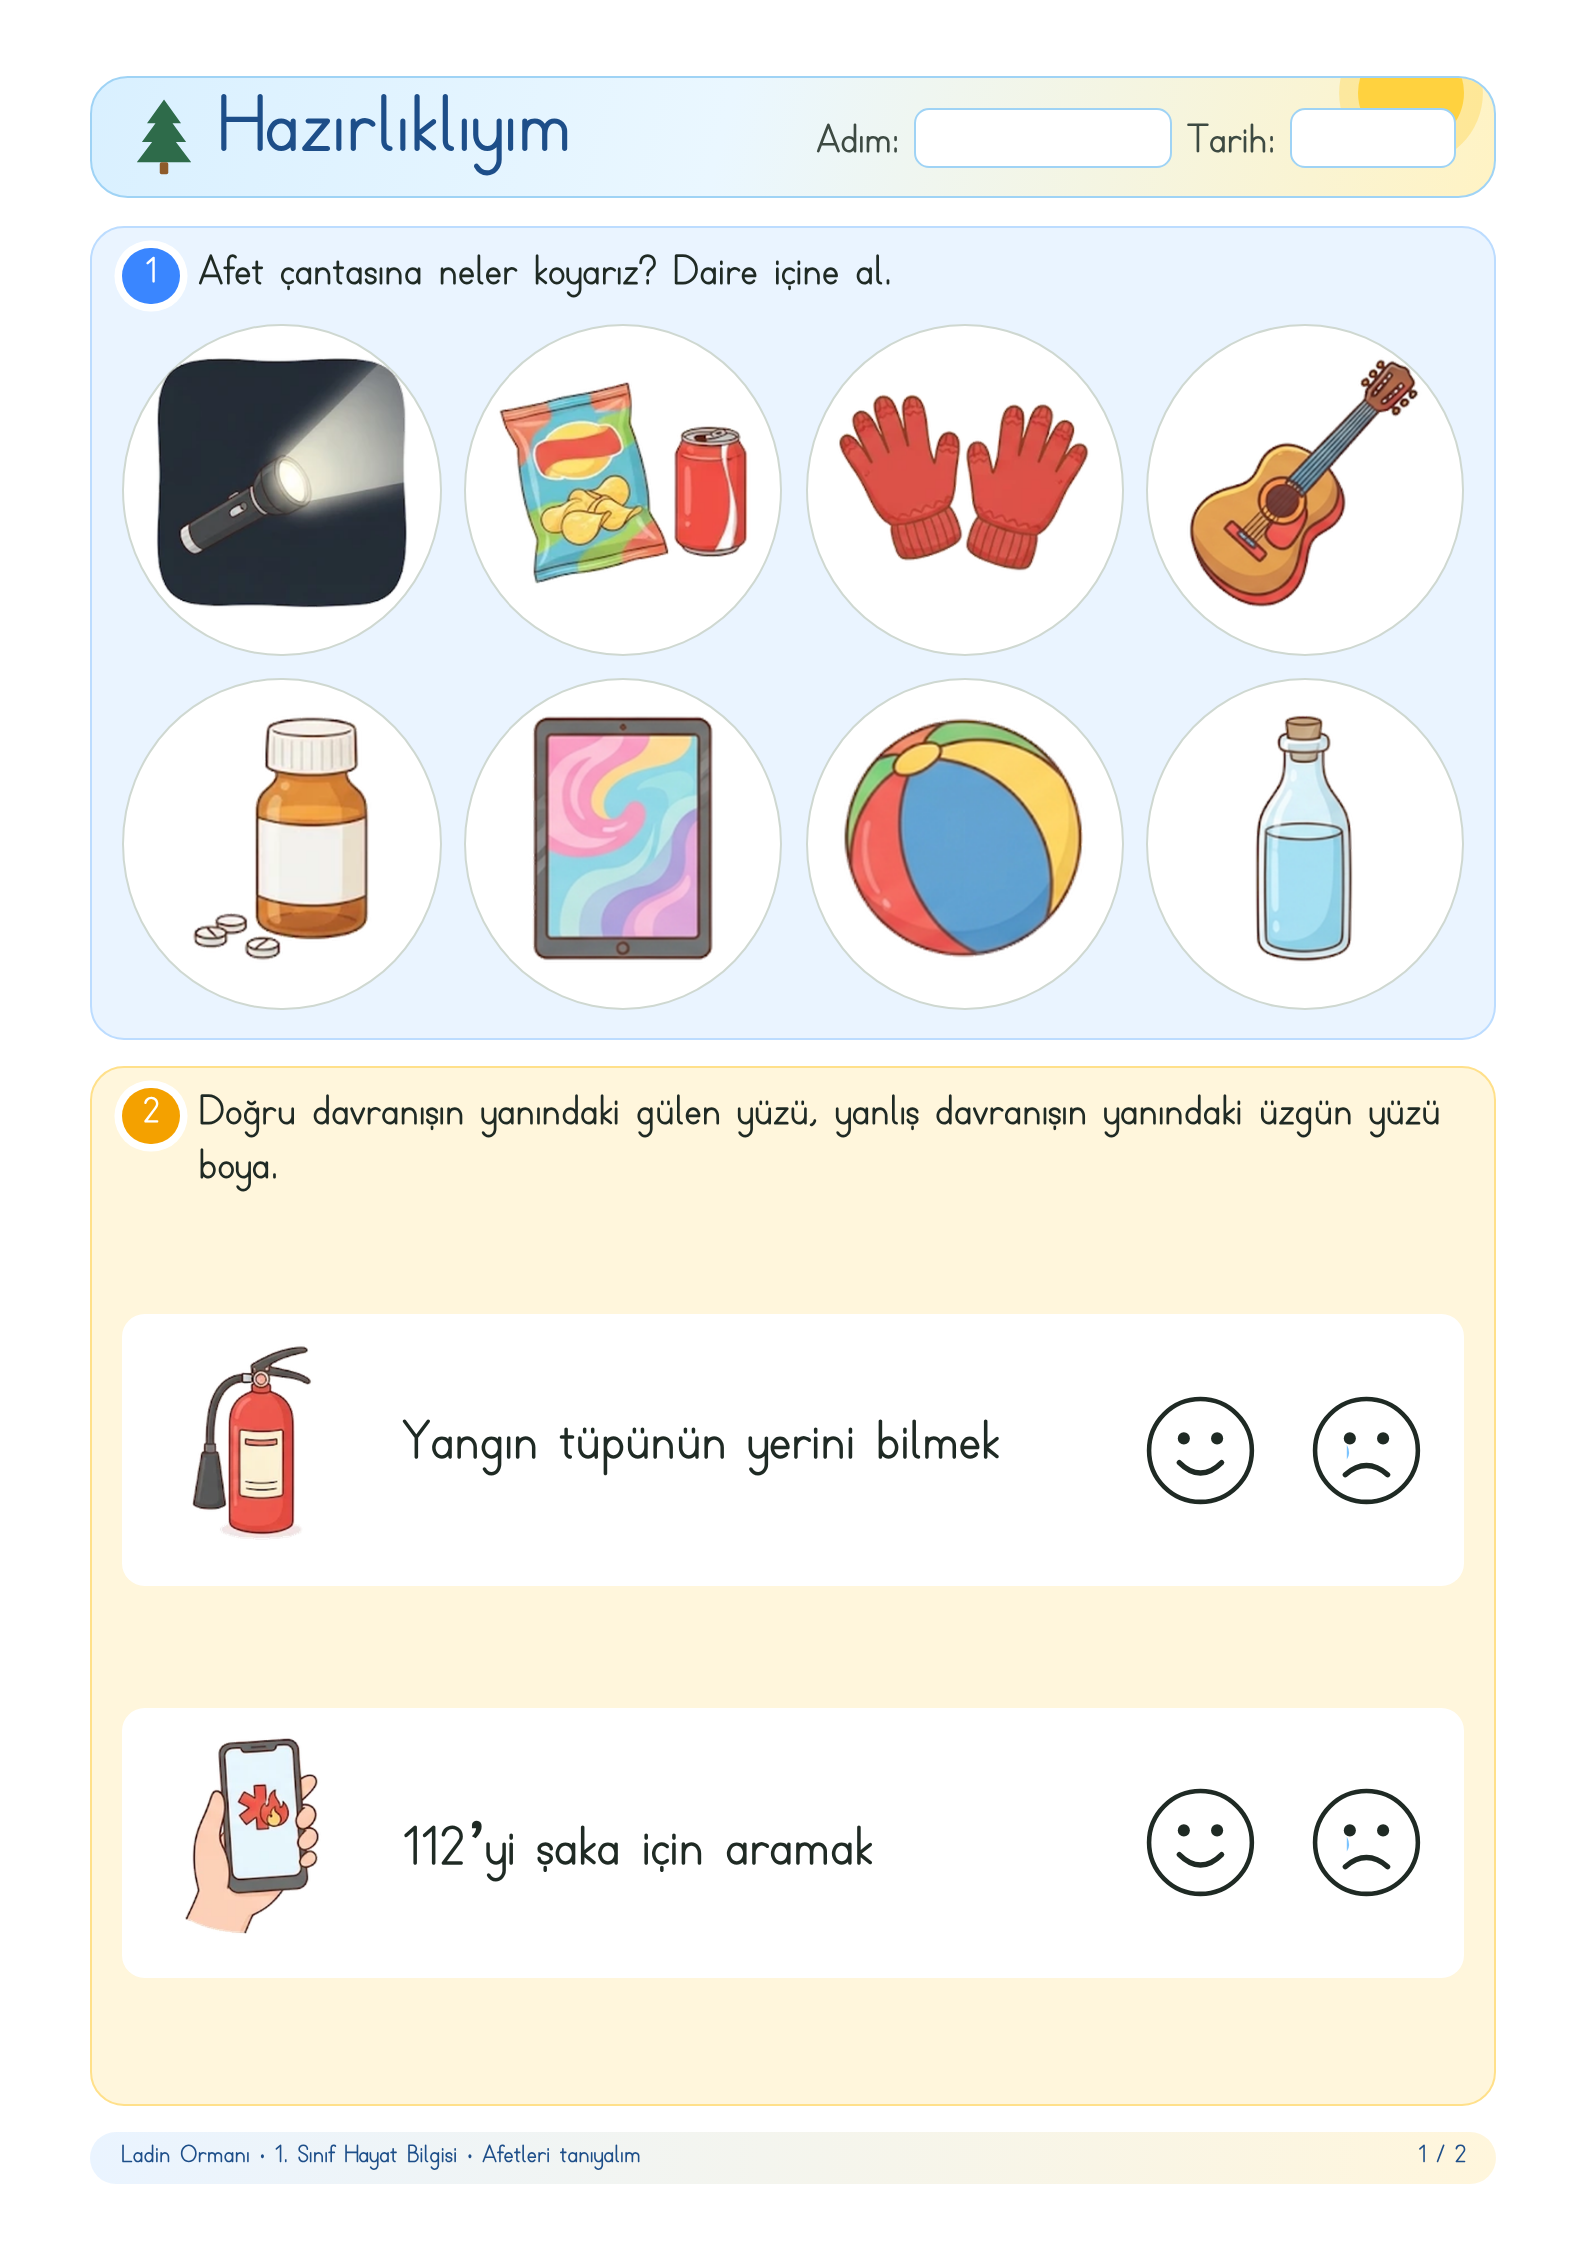 Hazırlıklıyım
Adım:
Tarih:
1
Afet çantasına neler koyarız? Daire içine al.
2
Doğru davranışın yanındaki gülen yüzü, yanlış davranışın yanındaki üzgün yüzü
boya.
Yangın tüpünün yerini bilmek
112’yi şaka için aramak
Ladin Ormanı • 1. Sınıf Hayat Bilgisi • Afetleri tanıyalım
1 / 2